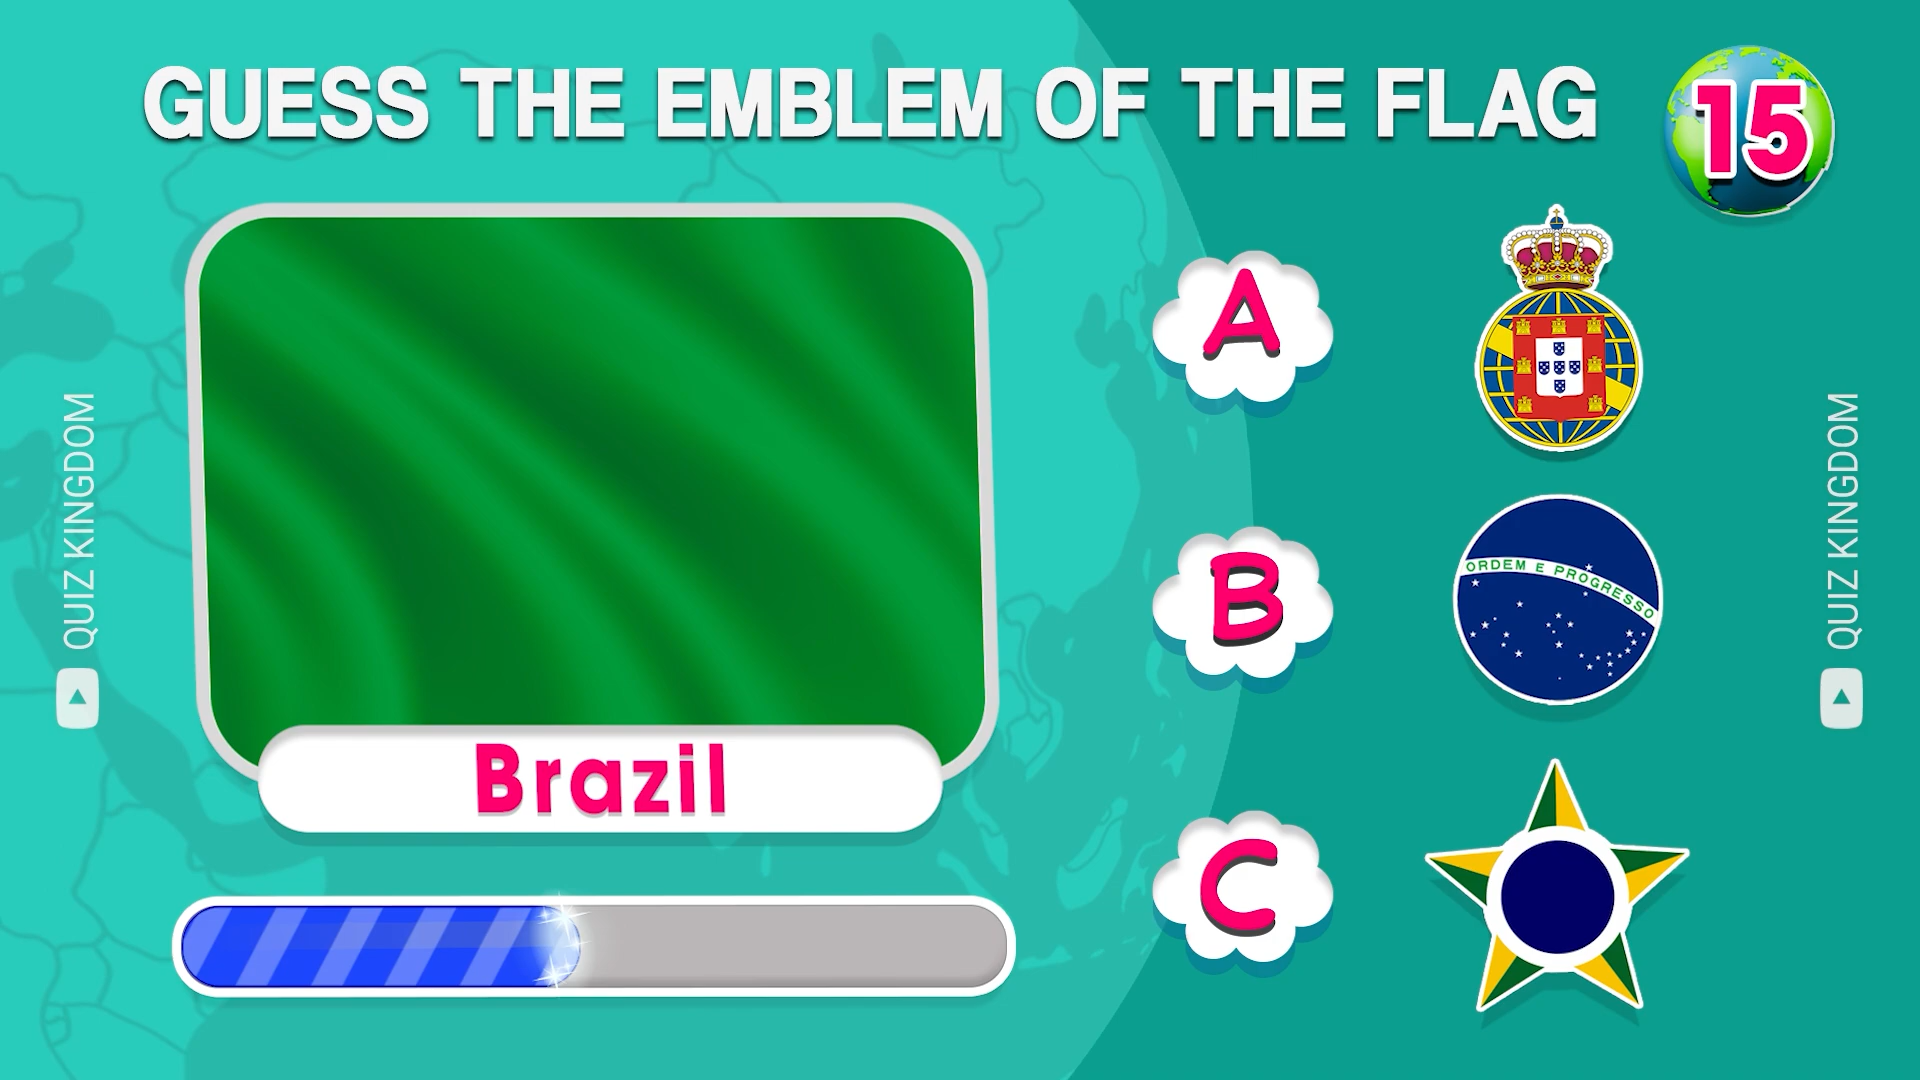 GUESS THE EMBLEM OF THE FLAG
15
A
ORDEM E PROGRESSO
B
Brazil
C
QUIZ KINGDOM
QUIZ KINGDOM